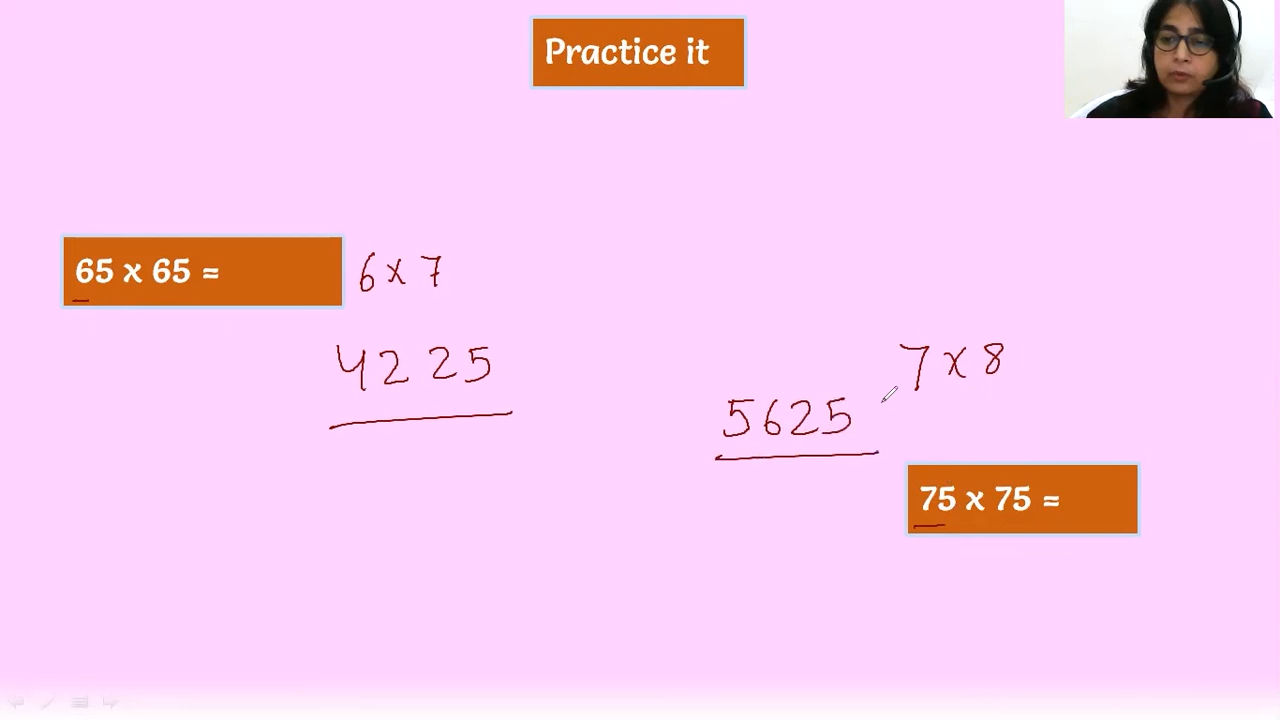 Practice it
65 x 65 =
6 x 7
4225
7 x 8
5625
75 x 75 =